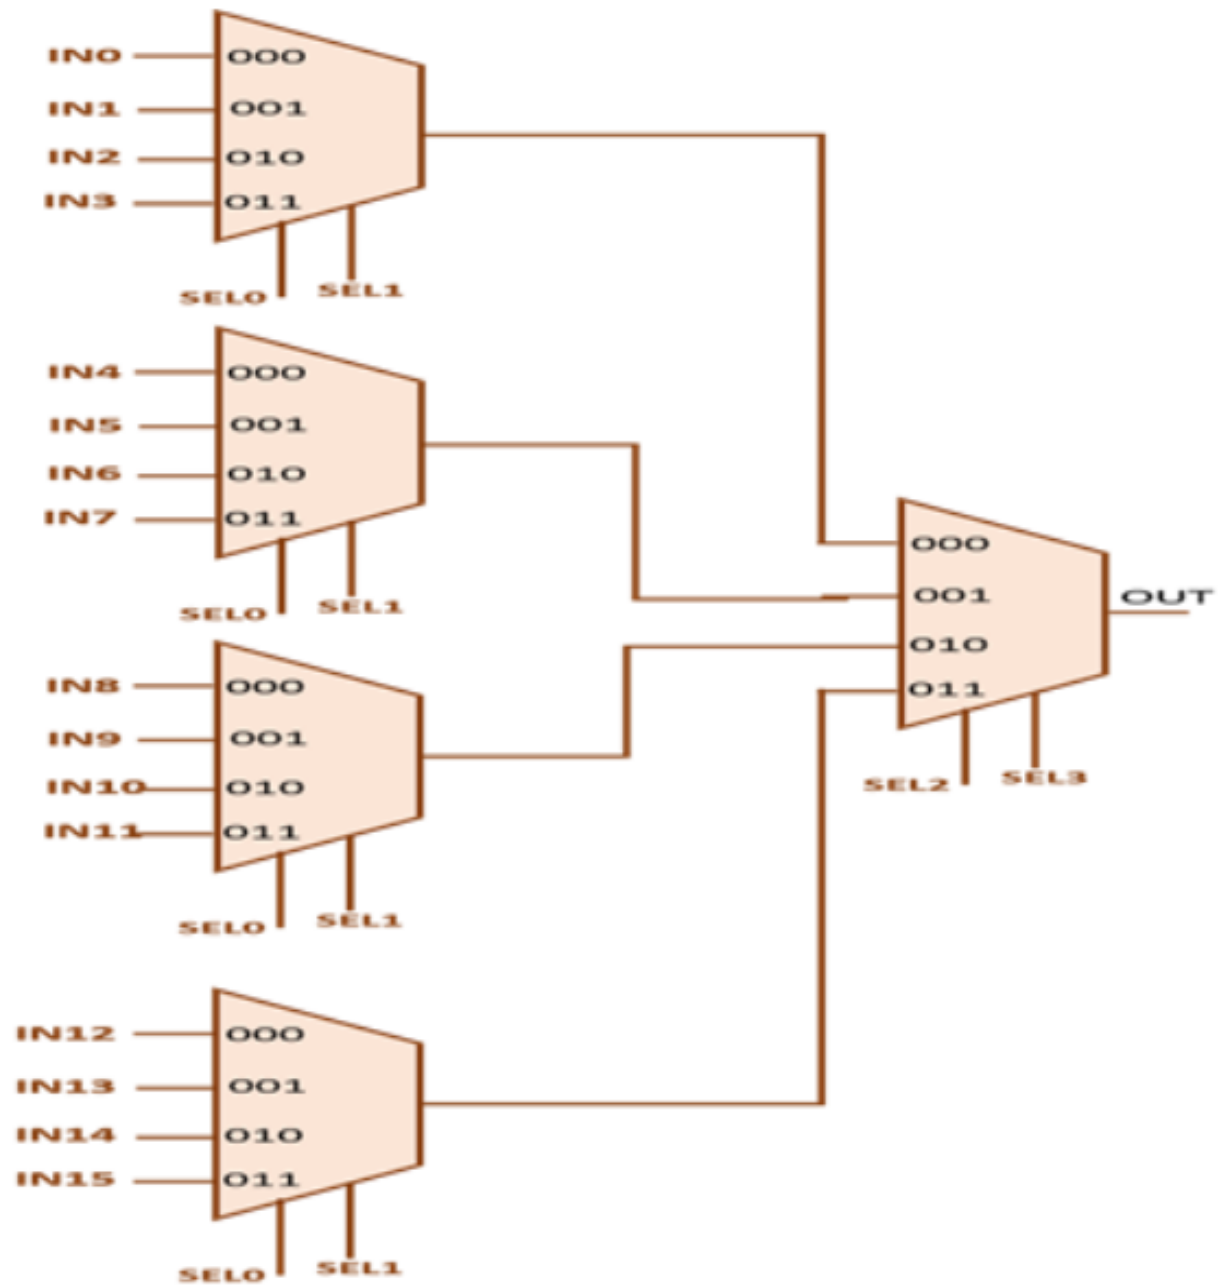 IN0 000
IN1 001
IN2 010
IN3 011
SEL0 SEL1
IN4 000
IN5 001
IN6 010
IN7 011
SEL0 SEL1
000
001 OUT
010
011
SEL2 SEL3
IN8 000
IN9 001
IN10 010
IN11 011
SEL0 SEL1
IN12 000
IN13 001
IN14 010
IN15 011
SEL0 SEL1